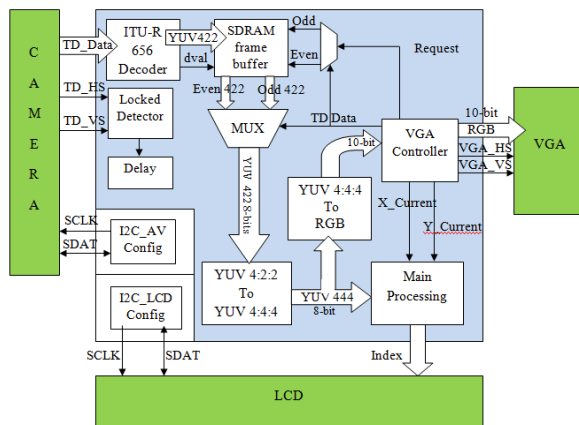 C
A
M
E
R
A
TD_Data
ITU-R
656
Decoder
YUV422
dval
SDRAM
frame
buffer
Odd
Even
Request
TD_HS
TD_VS
Locked
Detector
Delay
Even 422
Odd 422
MUX
TD Data
10-bit
VGA
Controller
10-bit
RGB
VGA_HS
VGA_VS
VGA
YUV 422 8-bits
YUV 4:4:4
To
RGB
X_Current
Y_Current
SCLK
SDAT
I2C_AV
Config
I2C_LCD
Config
YUV 4:2:2
To
YUV 4:4:4
YUV 444
8-bit
Main
Processing
SCLK
SDAT
Index
LCD